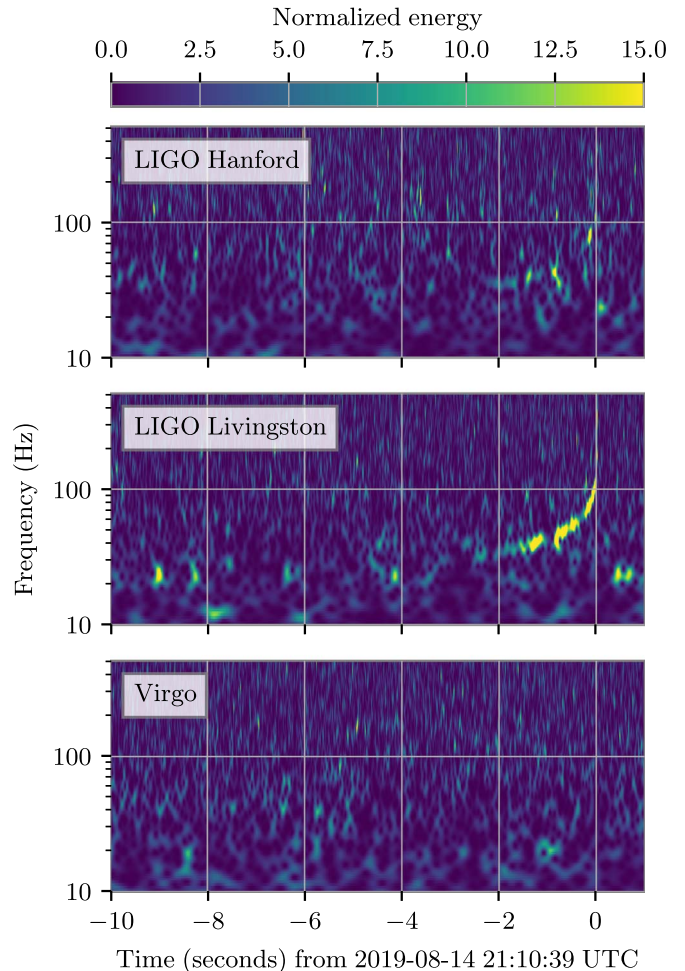 Normalized energy
0.0 2.5 5.0 7.5 10.0 12.5 15.0
LIGO Hanford
100
10
LIGO Livingston
100
10
Frequency (Hz)
Virgo
100
10
−10 −8 −6 −4 −2 0
Time (seconds) from 2019-08-14 21:10:39 UTC